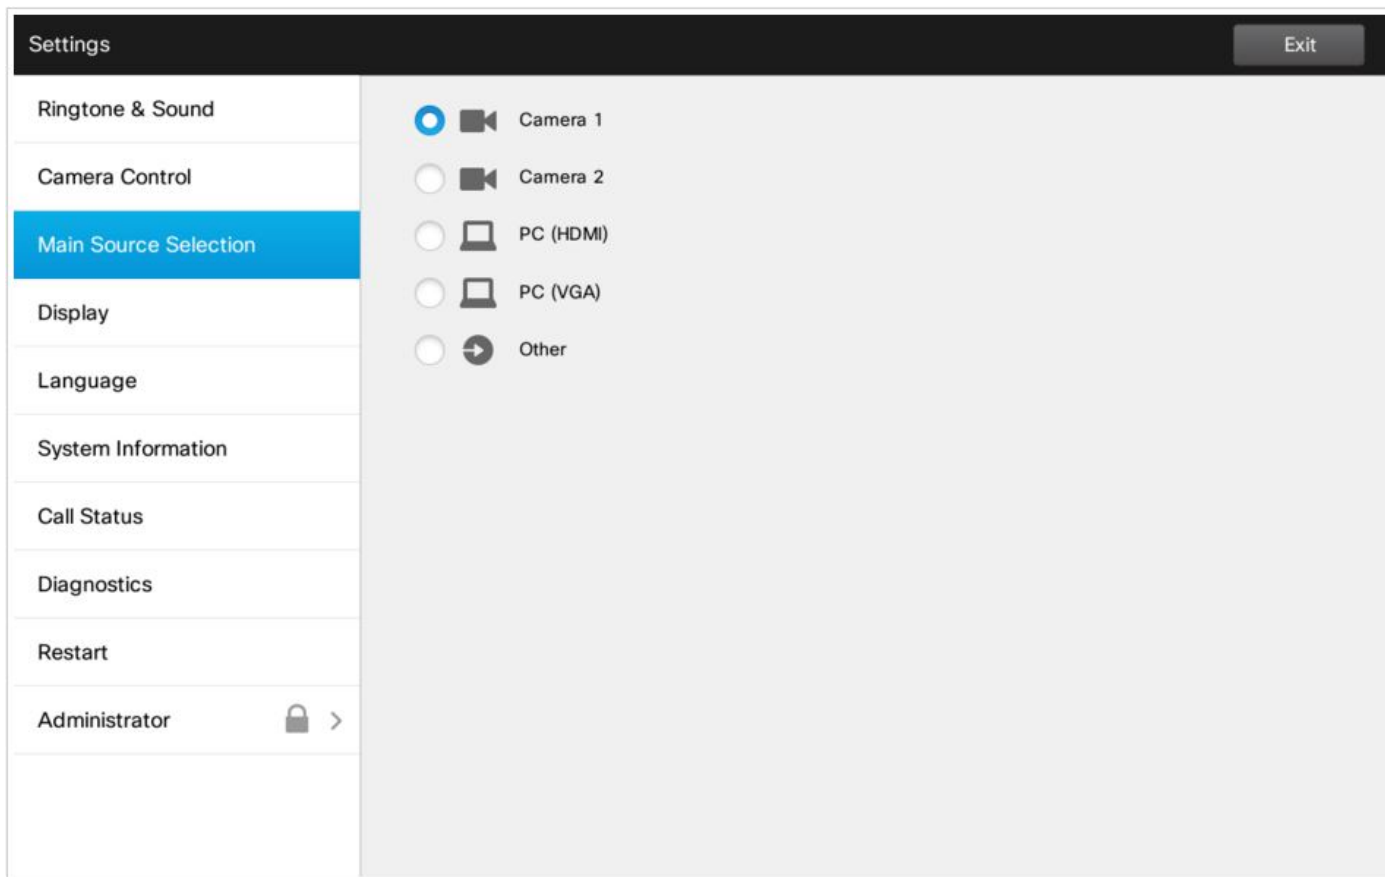 Settings
Exit
Ringtone & Sound
Camera Control
Main Source Selection
Display
Language
System Information
Call Status
Diagnostics
Restart
Administrator
Camera 1
Camera 2
PC (HDMI)
PC (VGA)
Other